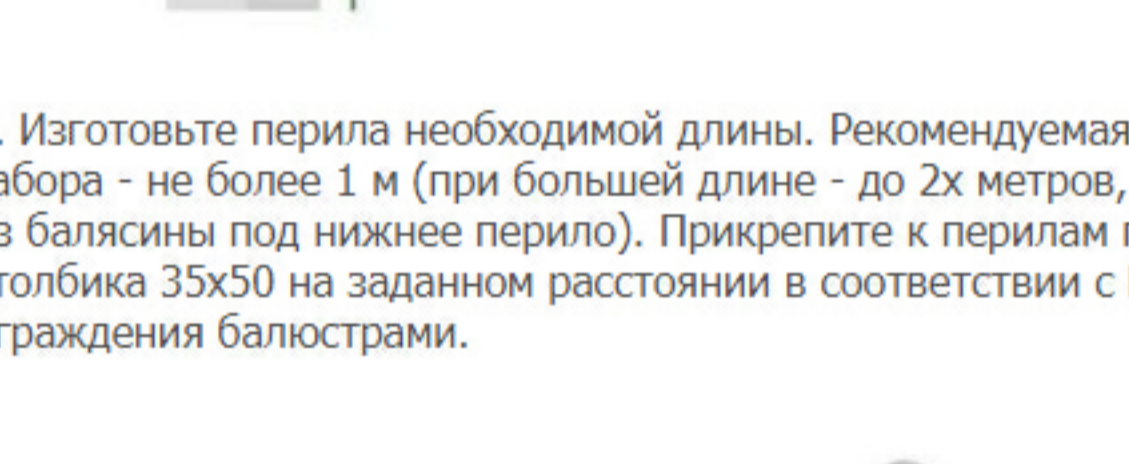 . Изготовьте перила необходимой длины. Рекомендуемая
абора - не более 1 м (при большей длине - до 2х метров,
з балясины под нижнее перило). Прикрепите к перилам
толбика 35х50 на заданном расстоянии в соответствии с
граждения балюстрами.